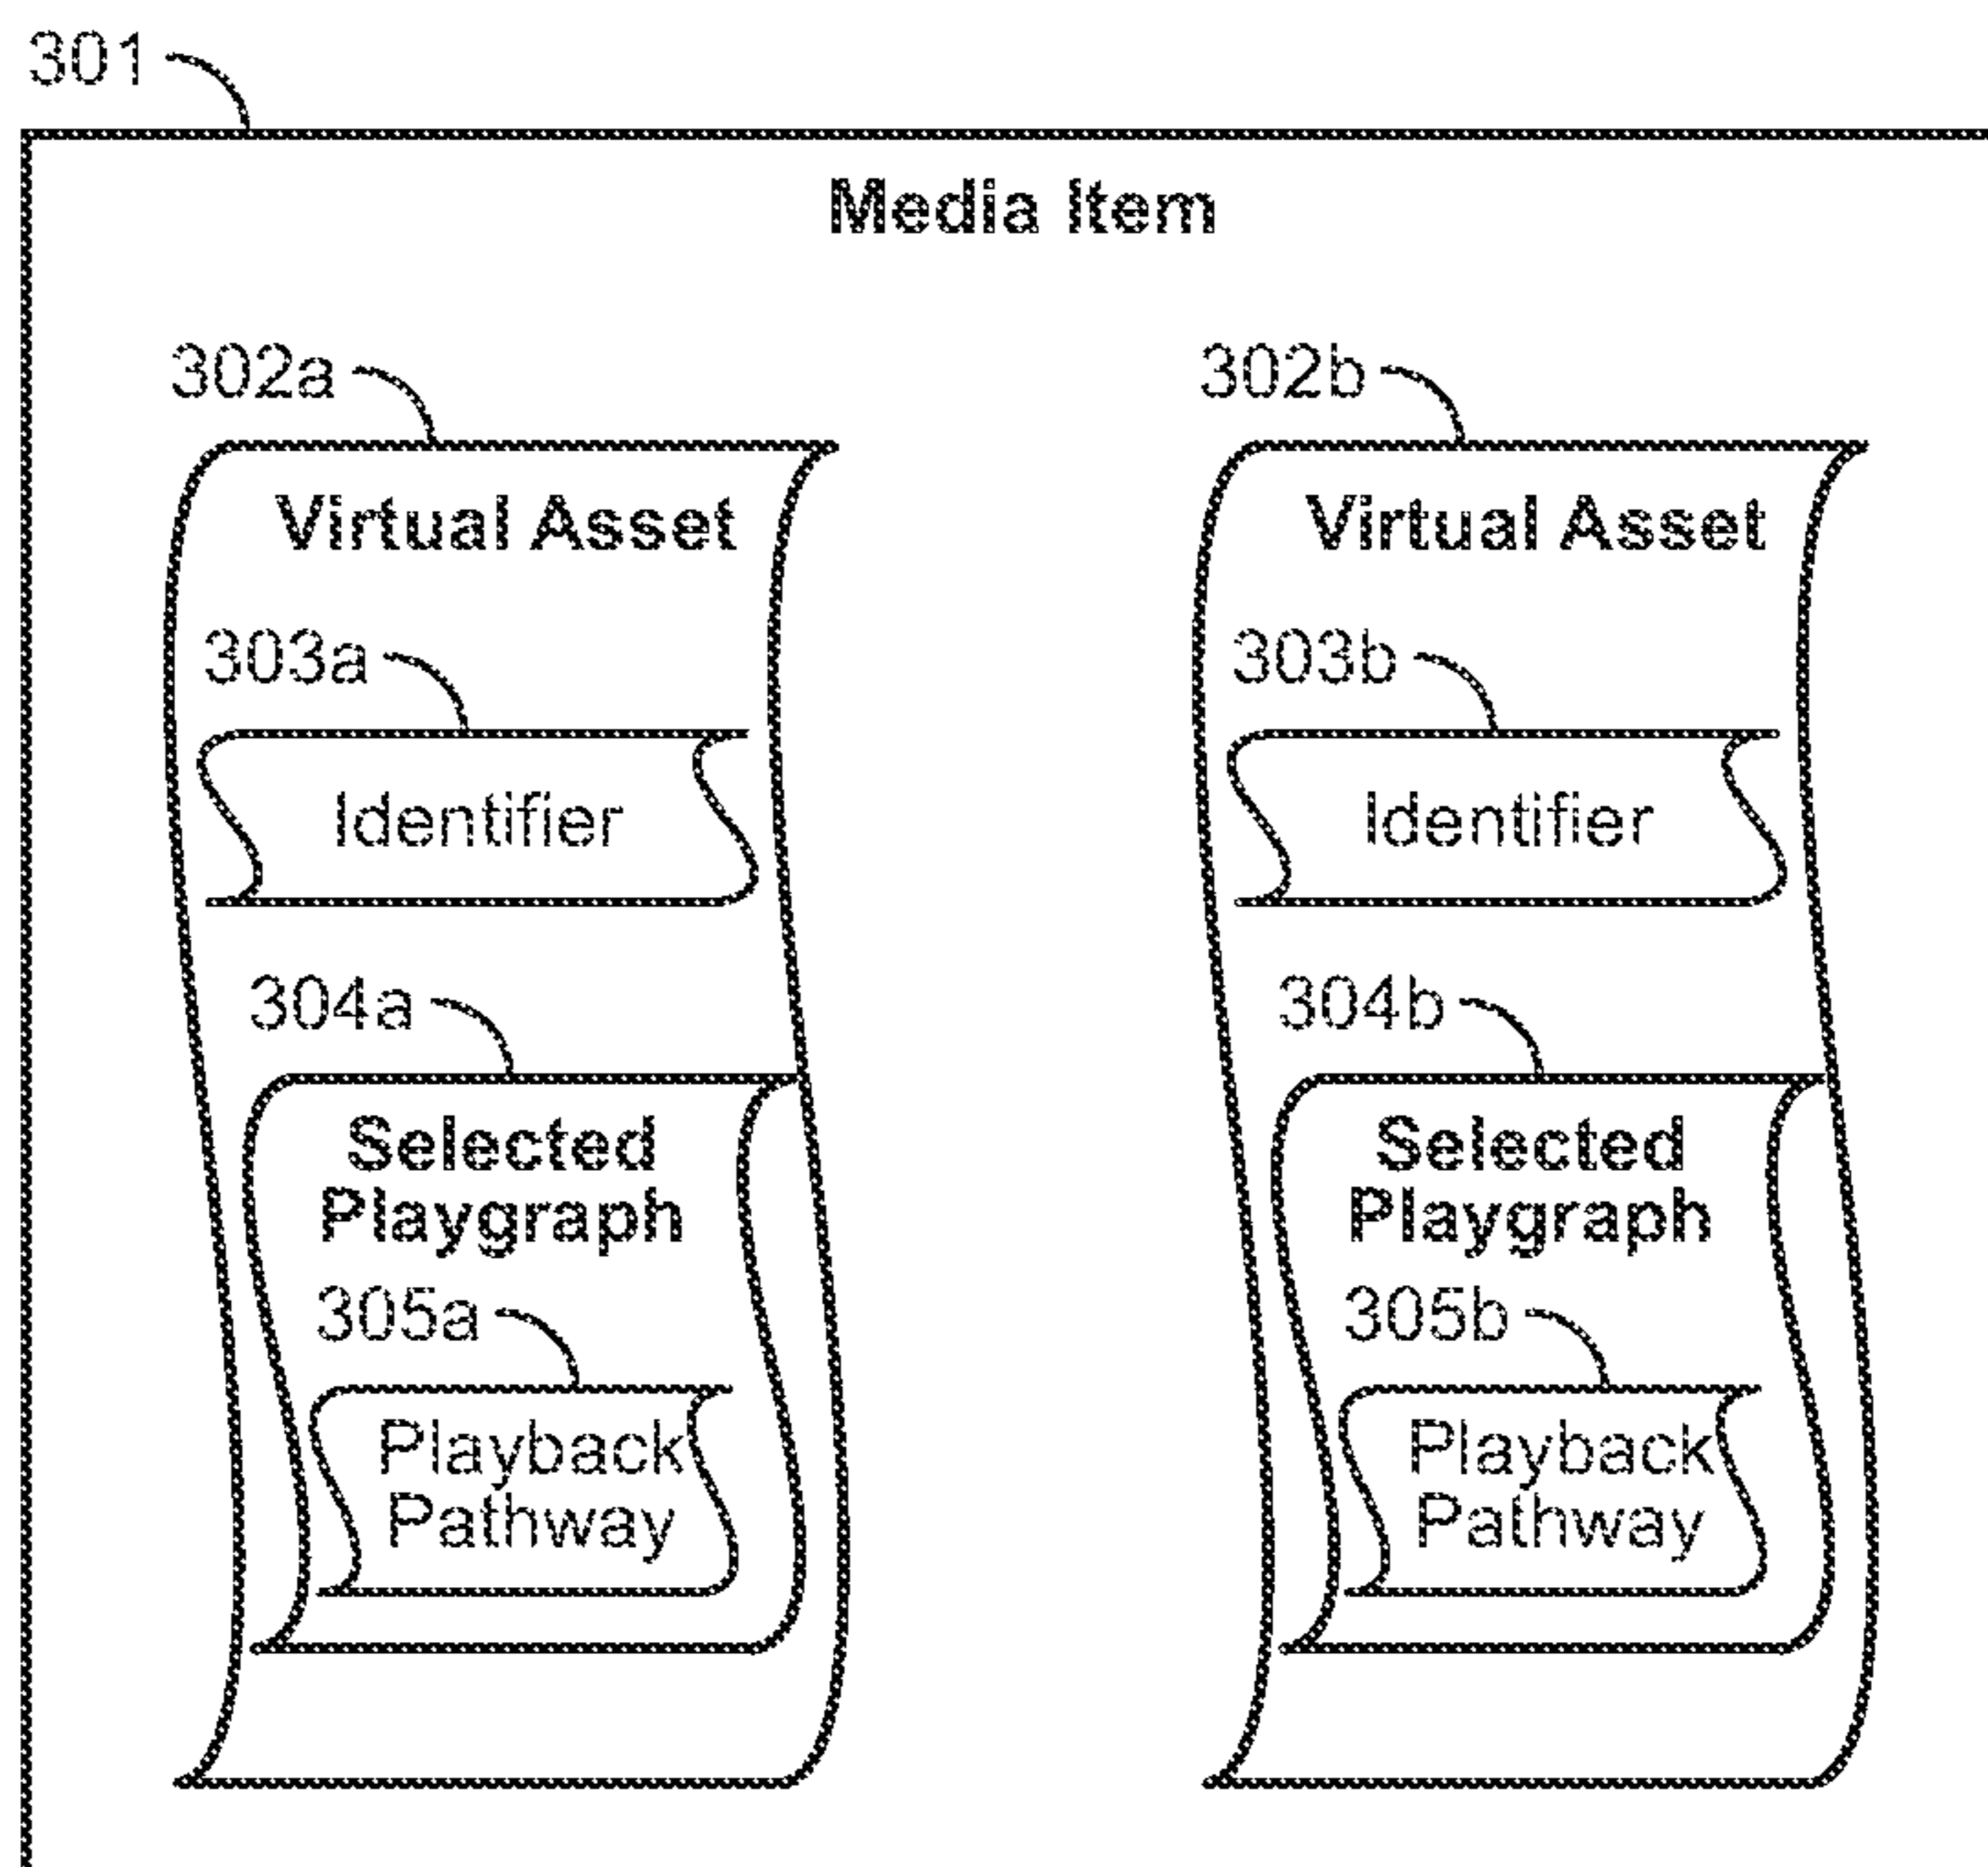 301
Media Item
302a
302b
Virtual Asset
Virtual Asset
303a
303b
Identifier
Identifier
304a
304b
Selected
Playgraph
Selected
Playgraph
305a
305b
Playback
Pathway
Playback
Pathway